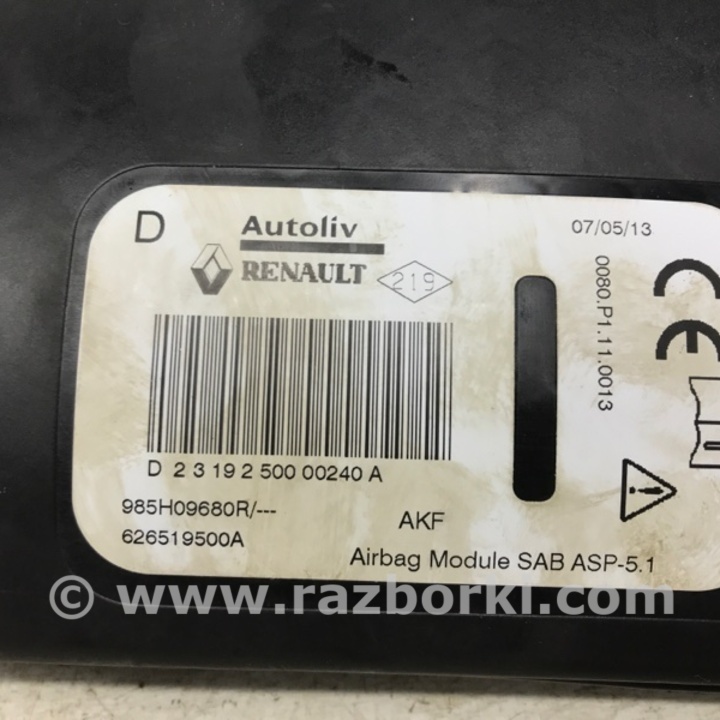 D
Autoliv
07/05/13
RENAULT
219
0080.P1.11.0013
CE
D 2 3 19 2 500 00240 A
985H09680R/---
626519500A
AKF
Airbag Module SAB ASP-5.1
© www.razborki.com